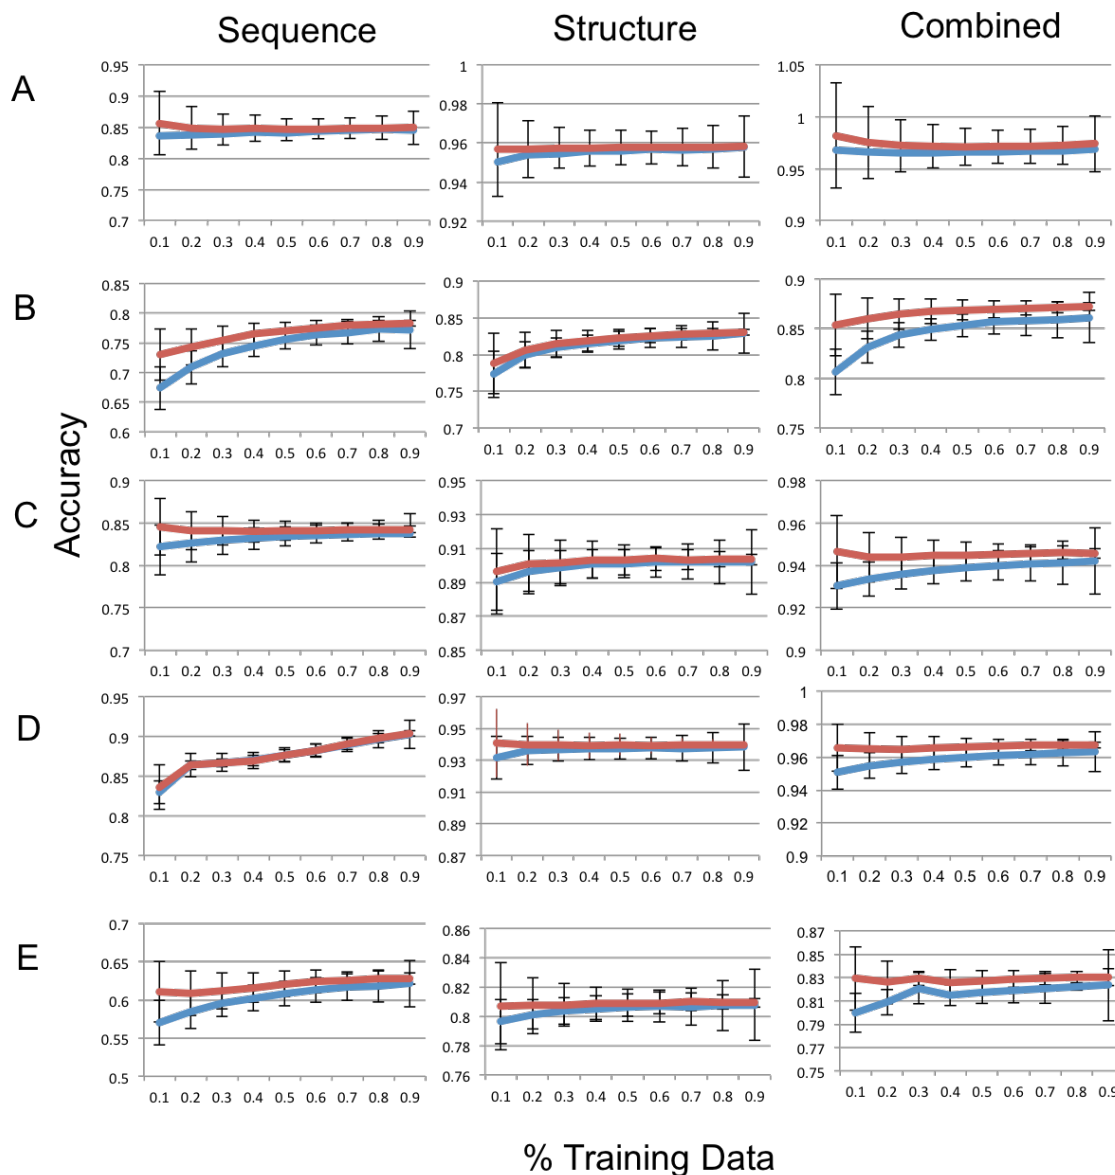 Sequence Structure Combined
A
0.95 1 1.05
0.9 0.98 1
0.85 0.96 0.95
0.8 0.94 0.9
0.75 0.92
0.7
0.1 0.2 0.3 0.4 0.5 0.6 0.7 0.8 0.9 0.1 0.2 0.3 0.4 0.5 0.6 0.7 0.8 0.9 0.1 0.2 0.3 0.4 0.5 0.6 0.7 0.8 0.9
B
0.85 0.9 0.9
0.8 0.85 0.85
0.75 0.8 0.8
0.7 0.75 0.75
0.65 0.7
0.6
0.1 0.2 0.3 0.4 0.5 0.6 0.7 0.8 0.9 0.1 0.2 0.3 0.4 0.5 0.6 0.7 0.8 0.9 0.1 0.2 0.3 0.4 0.5 0.6 0.7 0.8 0.9
Accuracy
C
0.9 0.95 0.98
0.85 0.93 0.96
0.8 0.91 0.94
0.75 0.89 0.92
0.7 0.87 0.9
0.85
0.1 0.2 0.3 0.4 0.5 0.6 0.7 0.8 0.9 0.1 0.2 0.3 0.4 0.5 0.6 0.7 0.8 0.9 0.1 0.2 0.3 0.4 0.5 0.6 0.7 0.8 0.9
D
0.95 0.97 1
0.9 0.95 0.98
0.85 0.93 0.96
0.8 0.91 0.94
0.75 0.89 0.92
0.87 0.9
0.1 0.2 0.3 0.4 0.5 0.6 0.7 0.8 0.9 0.1 0.2 0.3 0.4 0.5 0.6 0.7 0.8 0.9 0.1 0.2 0.3 0.4 0.5 0.6 0.7 0.8 0.9
E
0.7 0.86 0.87
0.65 0.84 0.85
0.6 0.82 0.83
0.55 0.8 0.81
0.5 0.78 0.79
0.76 0.77
0.75
0.1 0.2 0.3 0.4 0.5 0.6 0.7 0.8 0.9 0.1 0.2 0.3 0.4 0.5 0.6 0.7 0.8 0.9 0.1 0.2 0.3 0.4 0.5 0.6 0.7 0.8 0.9
% Training Data